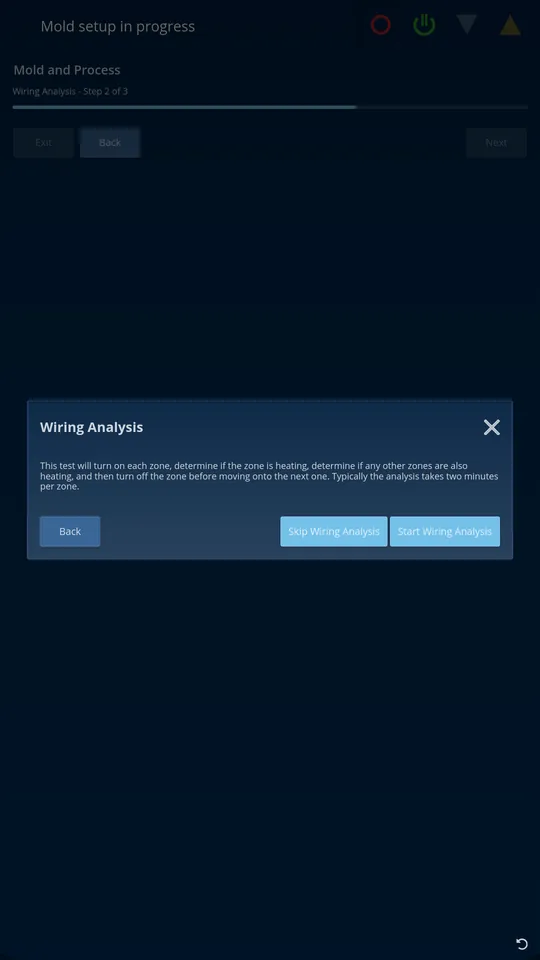 Mold setup in progress
Mold and Process
Wiring Analysis - Step 2 of 3
Exit
Back
Next
Wiring Analysis
This test will turn on each zone, determine if the zone is heating, determine if any other zones are also
heating, and then turn off the zone before moving onto the next one. Typically the analysis takes two minutes
per zone.
Back
Skip Wiring Analysis
Start Wiring Analysis